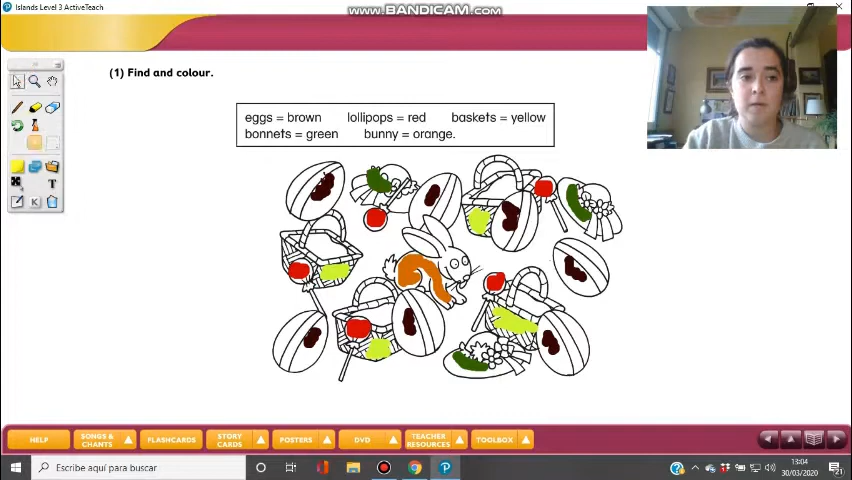 Islands Level 3 ActiveTeach
www.BANDICAM.com
(1) Find and colour.
eggs = brown lollipops = red baskets = yellow
bonnets = green bunny = orange.
T
K
HELP
SONGS & CHANTS
FLASHCARDS
STORY CARDS
POSTERS
DVD
TEACHER RESOURCES
TOOLBOX
Escribe aquí para buscar
13:04
30/03/2020
21